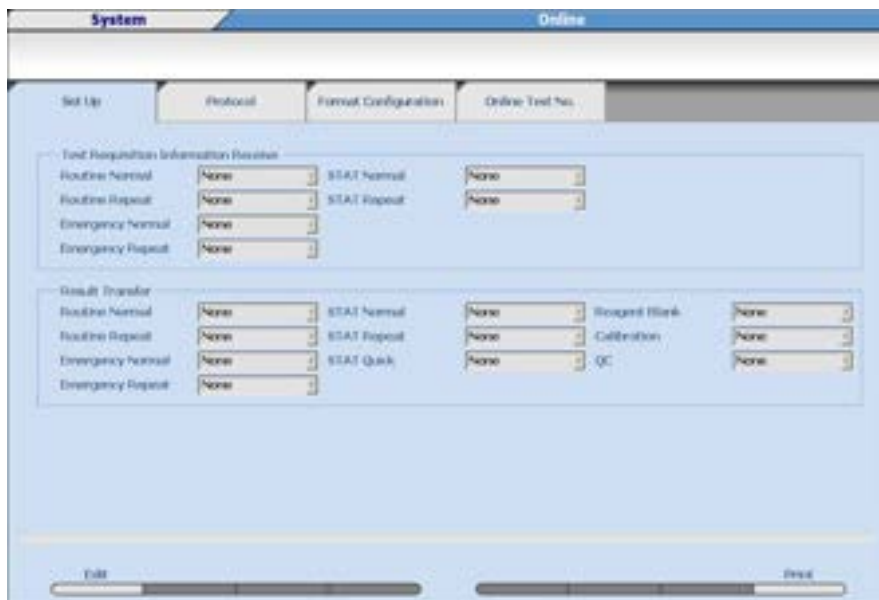 System Online
Set Up Protocol Format Configuration Online Test No.
Test Requisition Information Receive
Routine Normal None STAT Normal None
Routine Repeat None STAT Repeat None
Emergency Normal None
Emergency Repeat None
Result Transfer
Routine Normal None STAT Normal None Reagent Blank None
Routine Repeat None STAT Repeat None Calibration None
Emergency Normal None STAT Quick None QC None
Emergency Repeat None
Edit Print